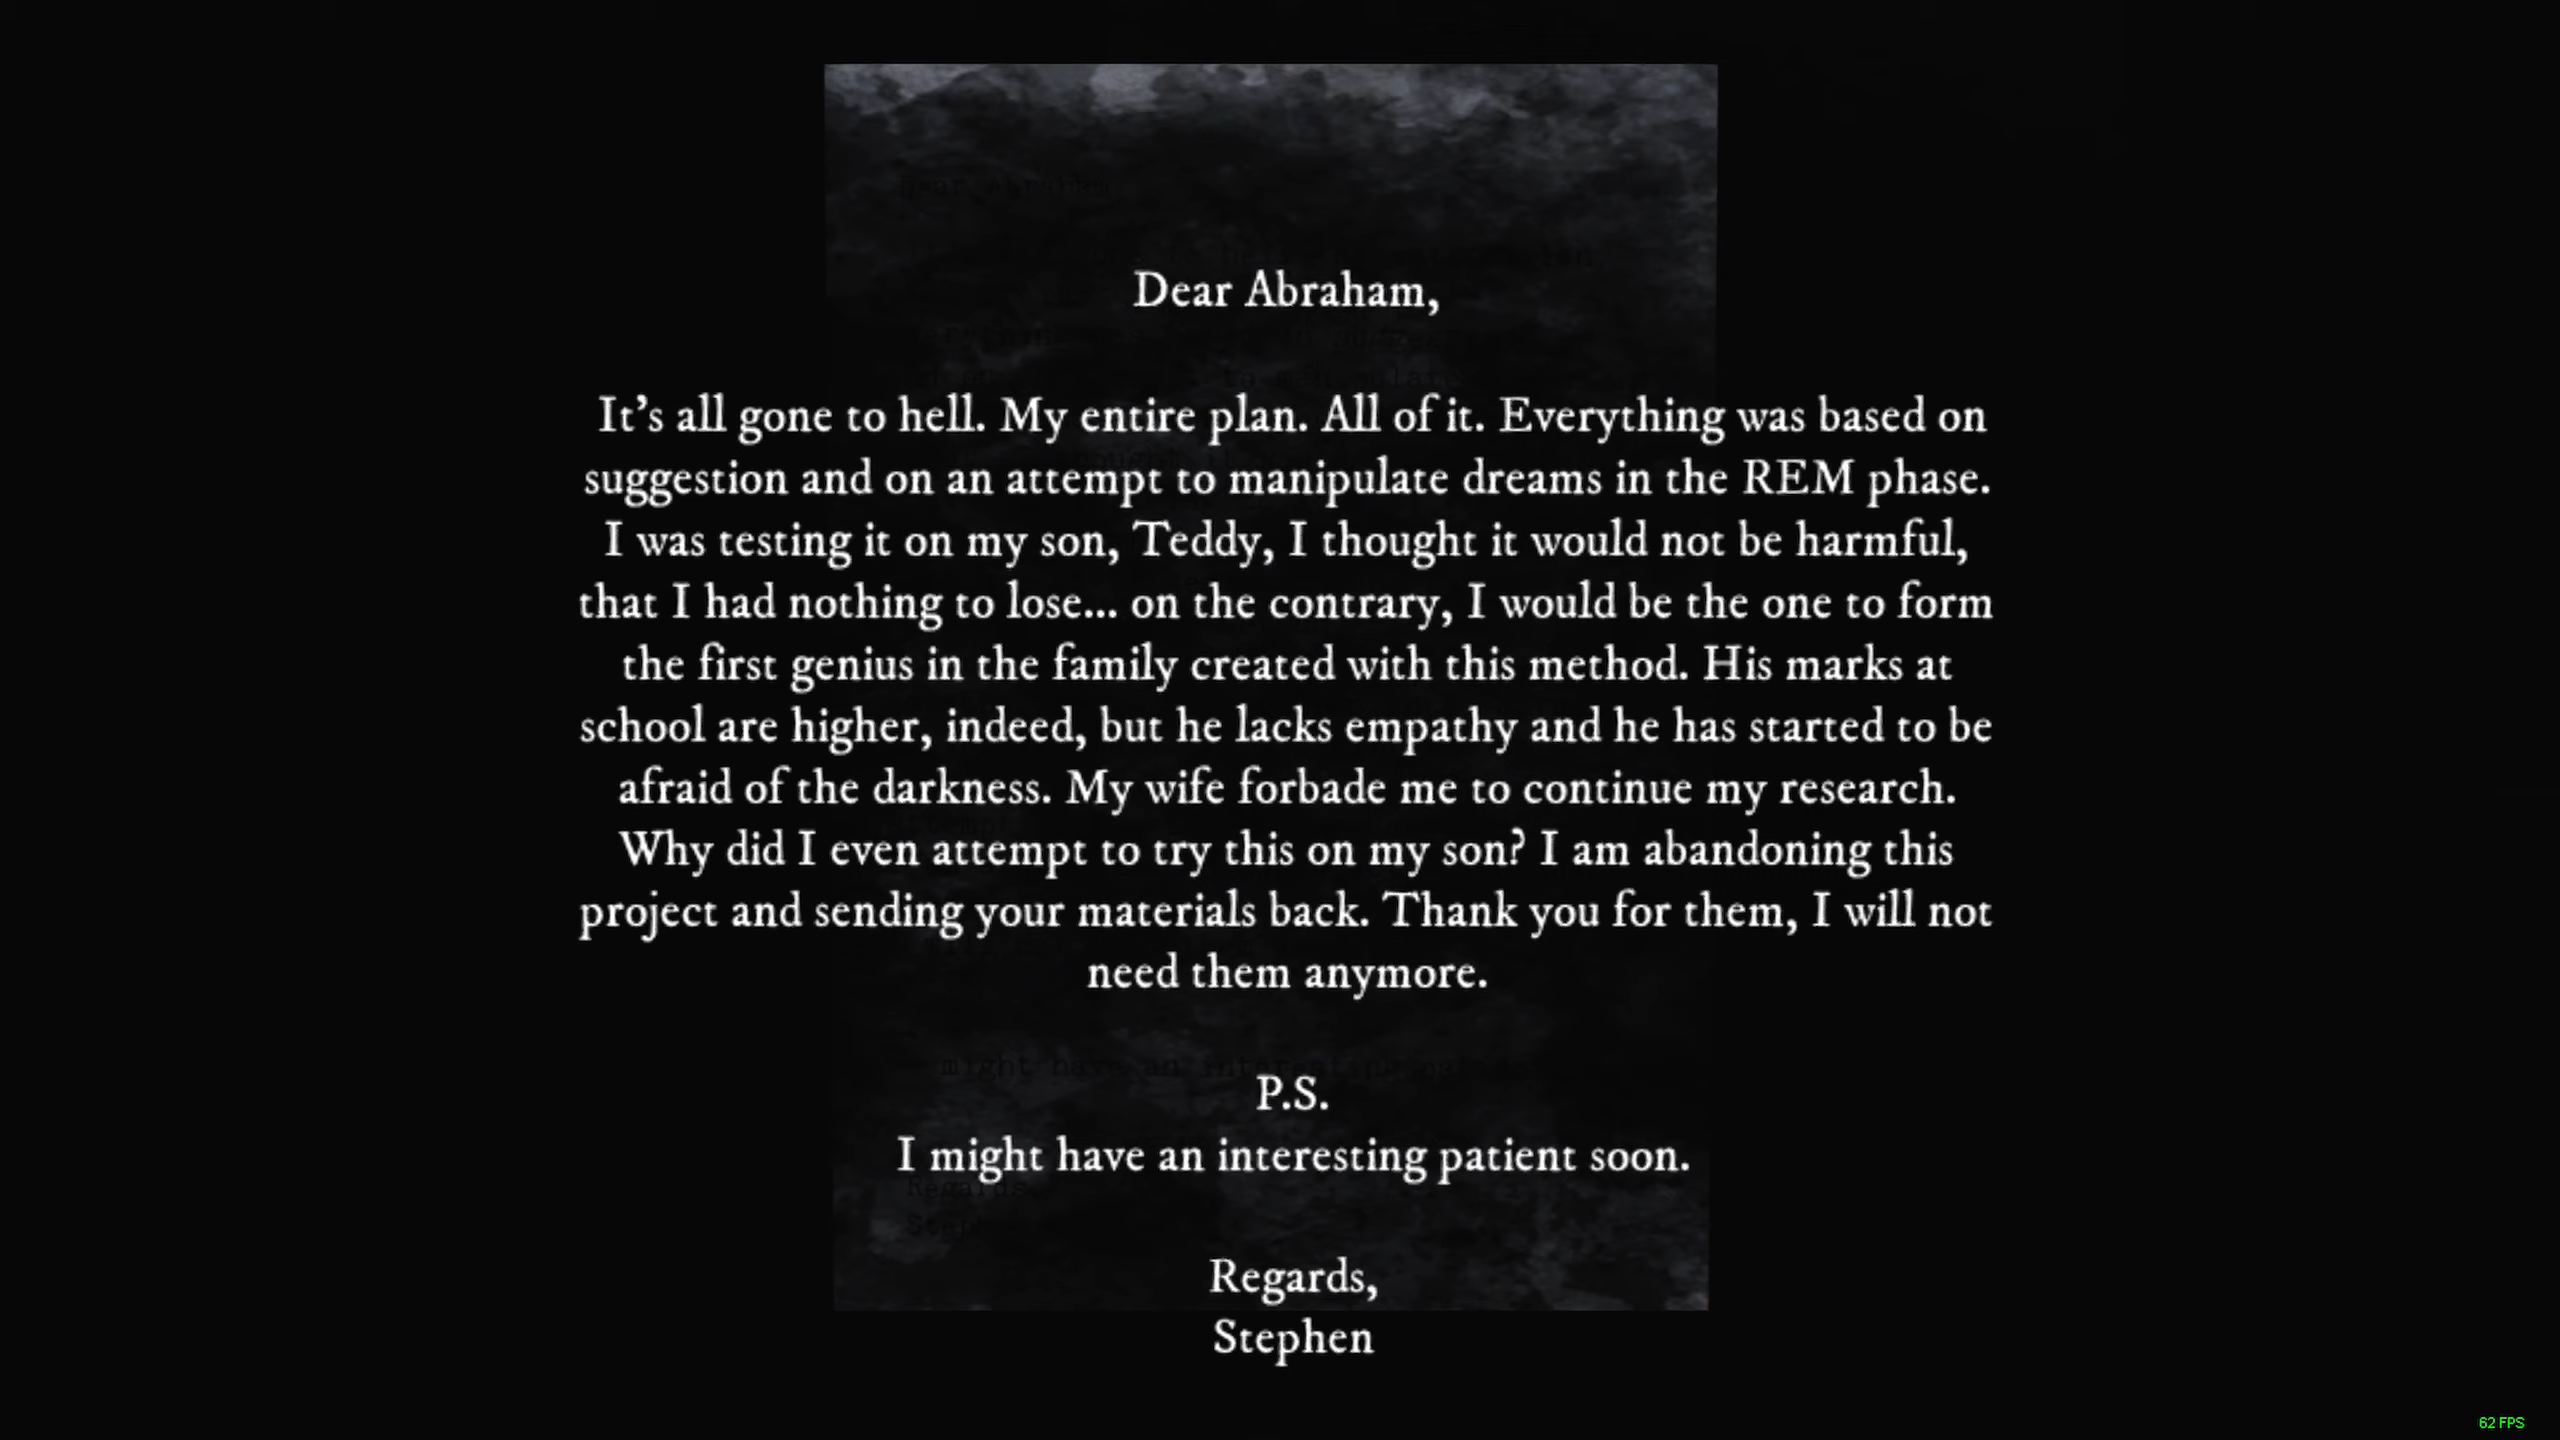 Dear Abraham,
It's all gone to hell. My entire plan. All of it. Everything was based on
suggestion and on an attempt to manipulate dreams in the REM phase.
I was testing it on my son, Teddy, I thought it would not be harmful,
that I had nothing to lose... on the contrary, I would be the one to form
the first genius in the family created with this method. His marks at
school are higher, indeed, but he lacks empathy and he has started to be
afraid of the darkness. My wife forbade me to continue my research.
Why did I even attempt to try this on my son? I am abandoning this
project and sending your materials back. Thank you for them, I will not
need them anymore.
P.S.
I might have an interesting patient soon.
Regards,
Stephen
62 FPS